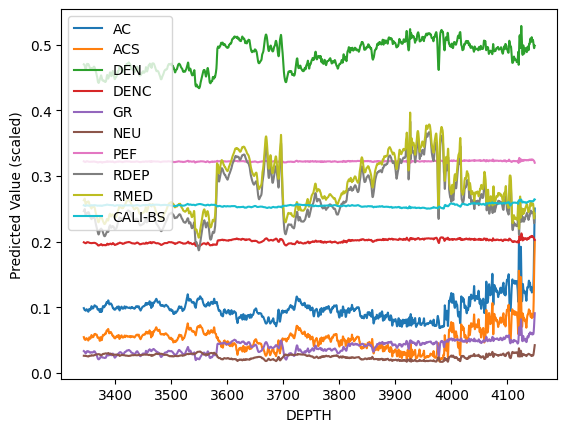 Predicted Value (scaled)
0.5
0.4
0.3
0.2
0.1
0.0
AC
ACS
DEN
DENC
GR
NEU
PEF
RDEP
RMED
CALI-BS
3400 3500 3600 3700 3800 3900 4000 4100
DEPTH